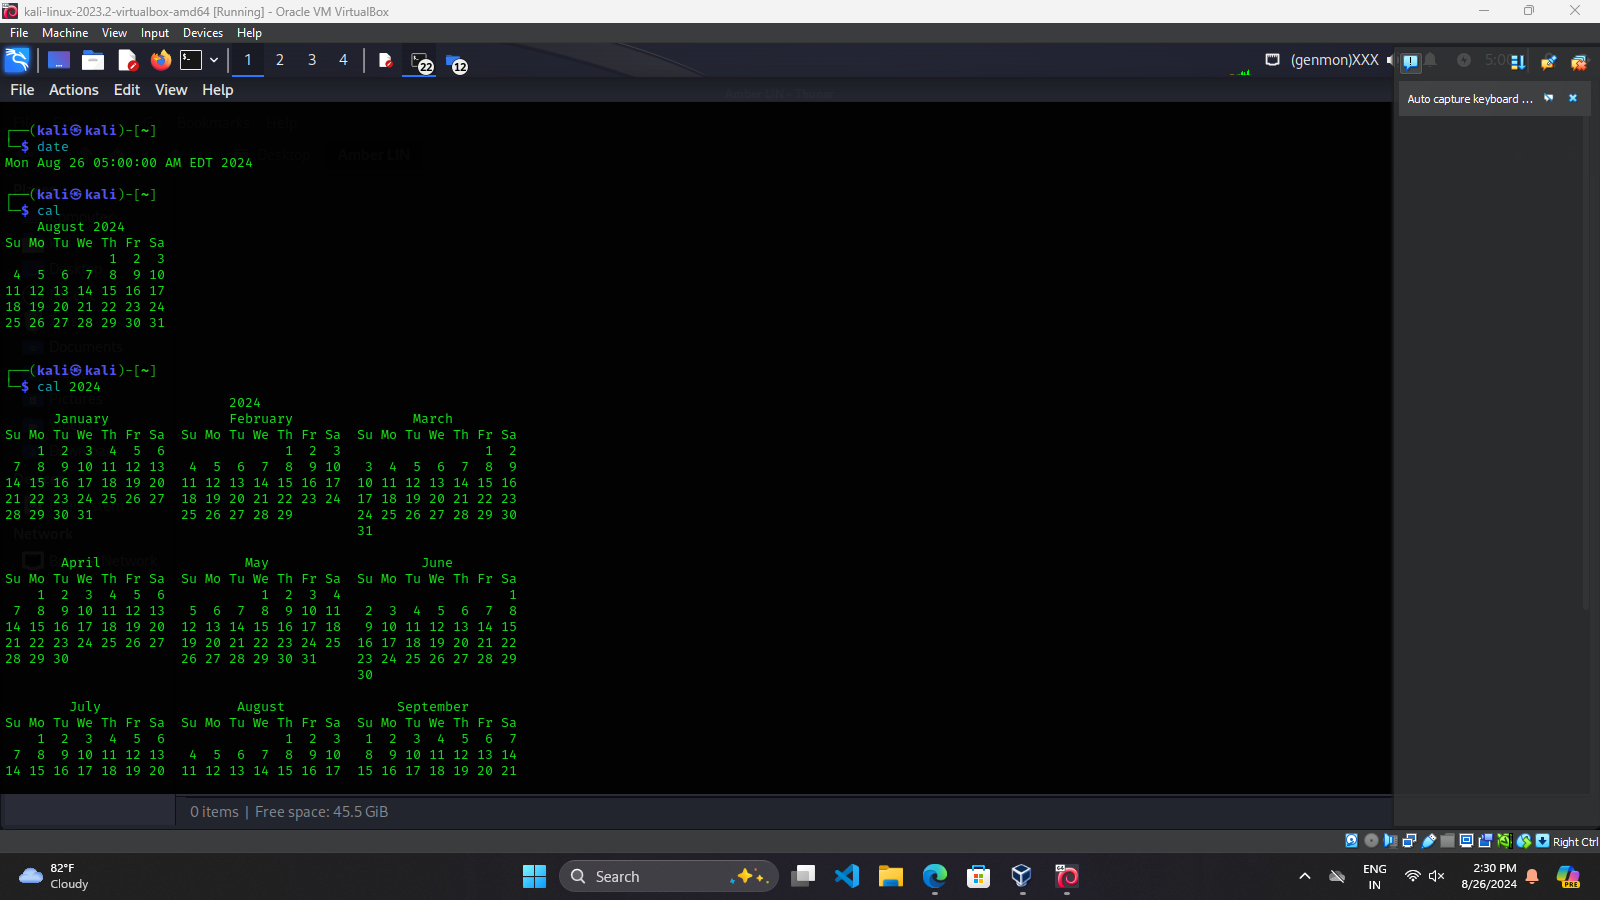 kali-linux-2023.2-virtualbox-amd64 [Running] - Oracle VM VirtualBox
File Machine View Input Devices Help
1 2 3 4 22 12 (genmon)XXX 5:00
File Actions Edit View Help
Auto capture keyboard ...
┌──(kali㉿kali)-[~]
└─$ date
Mon Aug 26 05:00:00 AM EDT 2024
Desktop Amber LIN
┌──(kali㉿kali)-[~]
└─$ cal
August 2024
Su Mo Tu We Th Fr Sa
1 2 3
4 5 6 7 8 9 10
11 12 13 14 15 16 17
18 19 20 21 22 23 24
25 26 27 28 29 30 31
Documents
┌──(kali㉿kali)-[~]
└─$ cal 2024
Pictures
2024
January February March
Su Mo Tu We Th Fr Sa Su Mo Tu We Th Fr Sa Su Mo Tu We Th Fr Sa
1 2 3 4 5 6 1 2 3 1 2
7 8 9 10 11 12 13 4 5 6 7 8 9 10 3 4 5 6 7 8 9
14 15 16 17 18 19 20 11 12 13 14 15 16 17 10 11 12 13 14 15 16
21 22 23 24 25 26 27 18 19 20 21 22 23 24 17 18 19 20 21 22 23
28 29 30 31 25 26 27 28 29 24 25 26 27 28 29 30
31
Network
April May June
Su Mo Tu We Th Fr Sa Su Mo Tu We Th Fr Sa Su Mo Tu We Th Fr Sa
1 2 3 4 5 6 1 2 3 4 1
7 8 9 10 11 12 13 5 6 7 8 9 10 11 2 3 4 5 6 7 8
14 15 16 17 18 19 20 12 13 14 15 16 17 18 9 10 11 12 13 14 15
21 22 23 24 25 26 27 19 20 21 22 23 24 25 16 17 18 19 20 21 22
28 29 30 26 27 28 29 30 31 23 24 25 26 27 28 29
30
July August September
Su Mo Tu We Th Fr Sa Su Mo Tu We Th Fr Sa Su Mo Tu We Th Fr Sa
1 2 3 4 5 6 1 2 3 1 2 3 4 5 6 7
7 8 9 10 11 12 13 4 5 6 7 8 9 10 8 9 10 11 12 13 14
14 15 16 17 18 19 20 11 12 13 14 15 16 17 15 16 17 18 19 20 21
0 items | Free space: 45.5 GiB
Right Ctrl
82°F
Cloudy
Search
ENG
IN
2:30 PM
8/26/2024
PRE